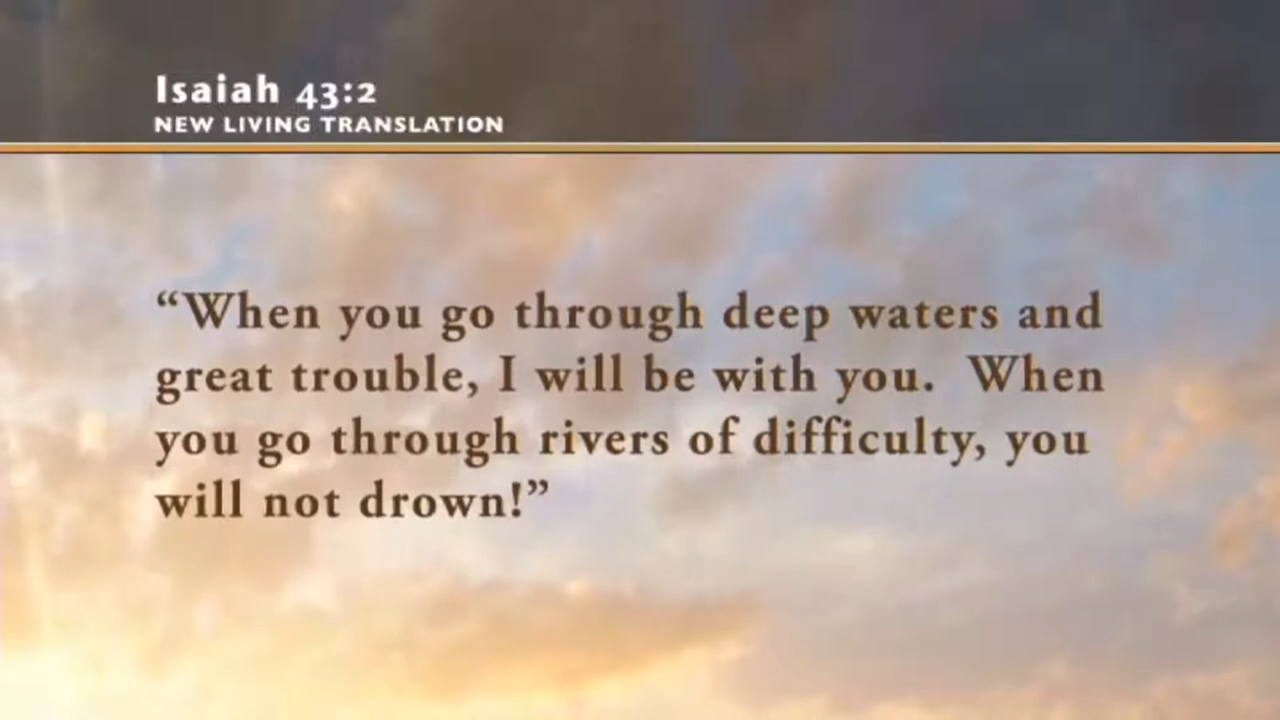 Isaiah 43:2
NEW LIVING TRANSLATION
“When you go through deep waters and
great trouble, I will be with you.  When
you go through rivers of difficulty, you
will not drown!”